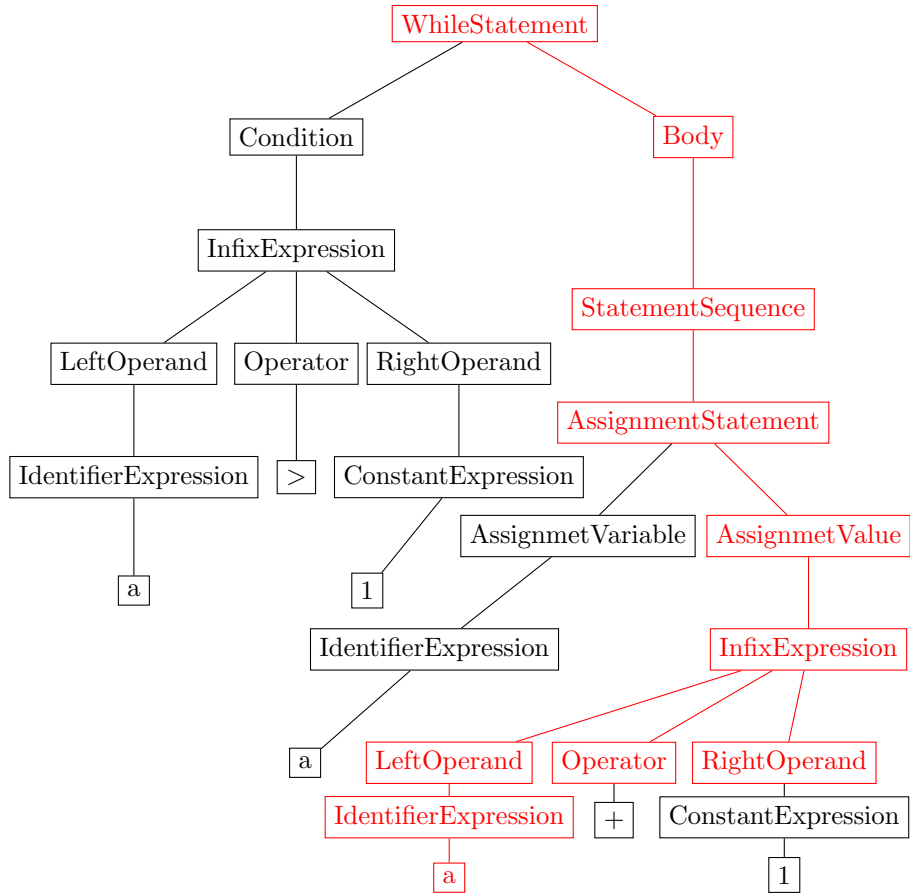 WhileStatement
Condition
Body
InfixExpression
StatementSequence
LeftOperand
Operator
RightOperand
AssignmentStatement
IdentifierExpression
>
ConstantExpression
AssignmetVariable
AssignmetValue
a
1
IdentifierExpression
InfixExpression
a
LeftOperand
Operator
RightOperand
IdentifierExpression
+
ConstantExpression
a
1